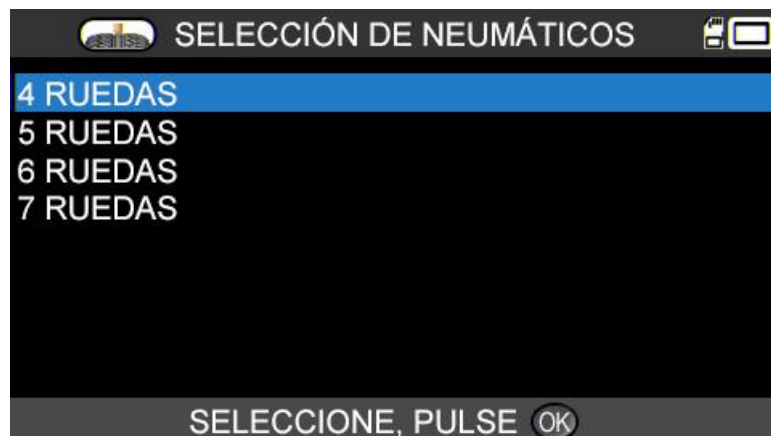 SELECCIÓN DE NEUMÁTICOS
4 RUEDAS
5 RUEDAS
6 RUEDAS
7 RUEDAS
SELECCIONE, PULSE OK